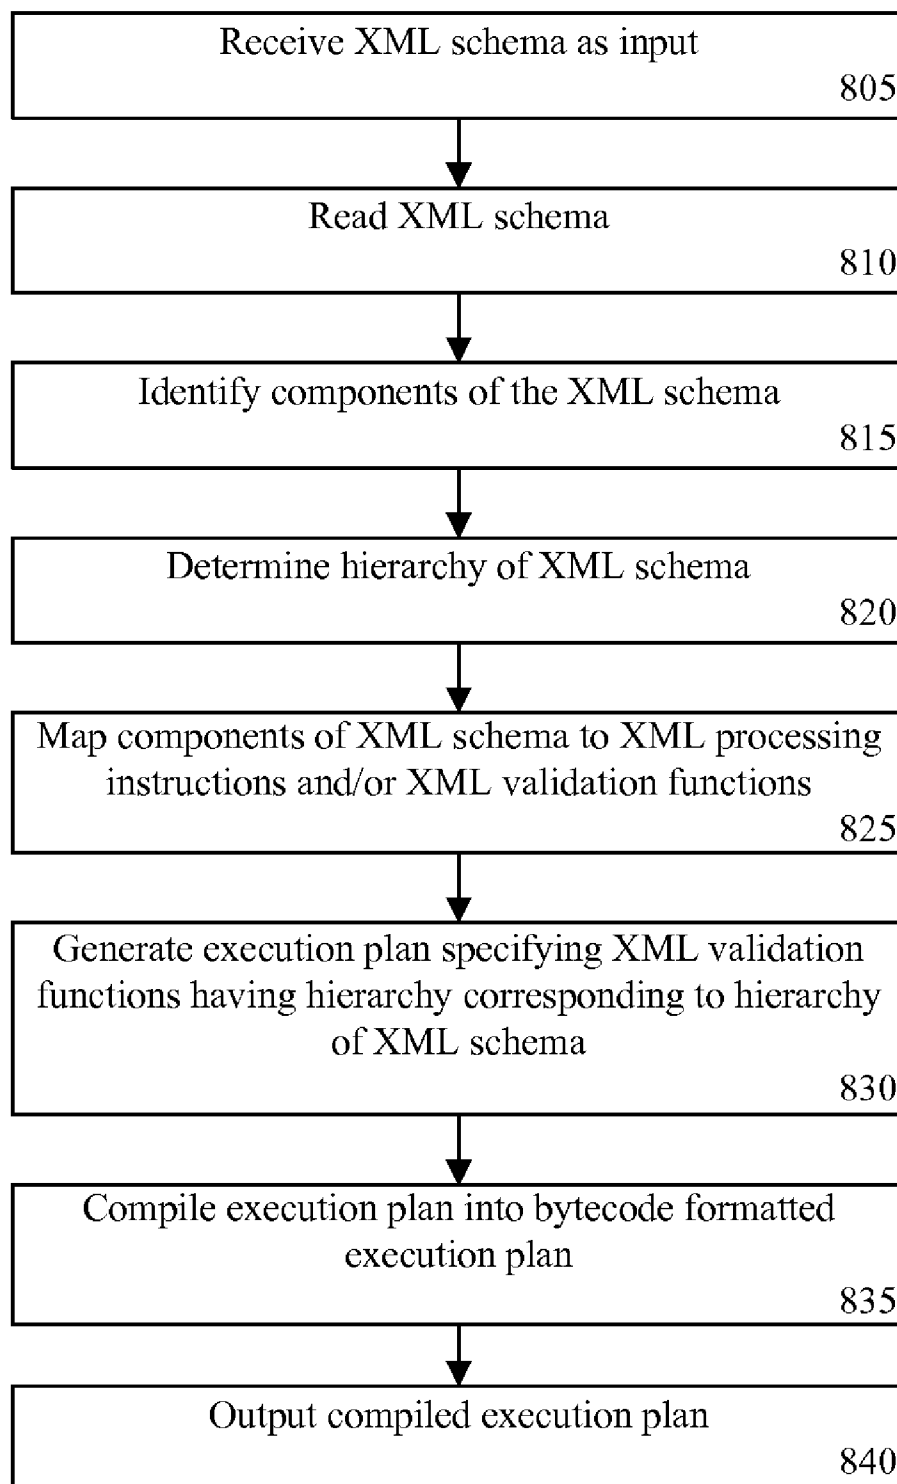 Receive XML schema as input
805
Read XML schema
810
Identify components of the XML schema
815
Determine hierarchy of XML schema
820
Map components of XML schema to XML processing
instructions and/or XML validation functions
825
Generate execution plan specifying XML validation
functions having hierarchy corresponding to hierarchy
of XML schema
830
Compile execution plan into bytecode formatted
execution plan
835
Output compiled execution plan
840